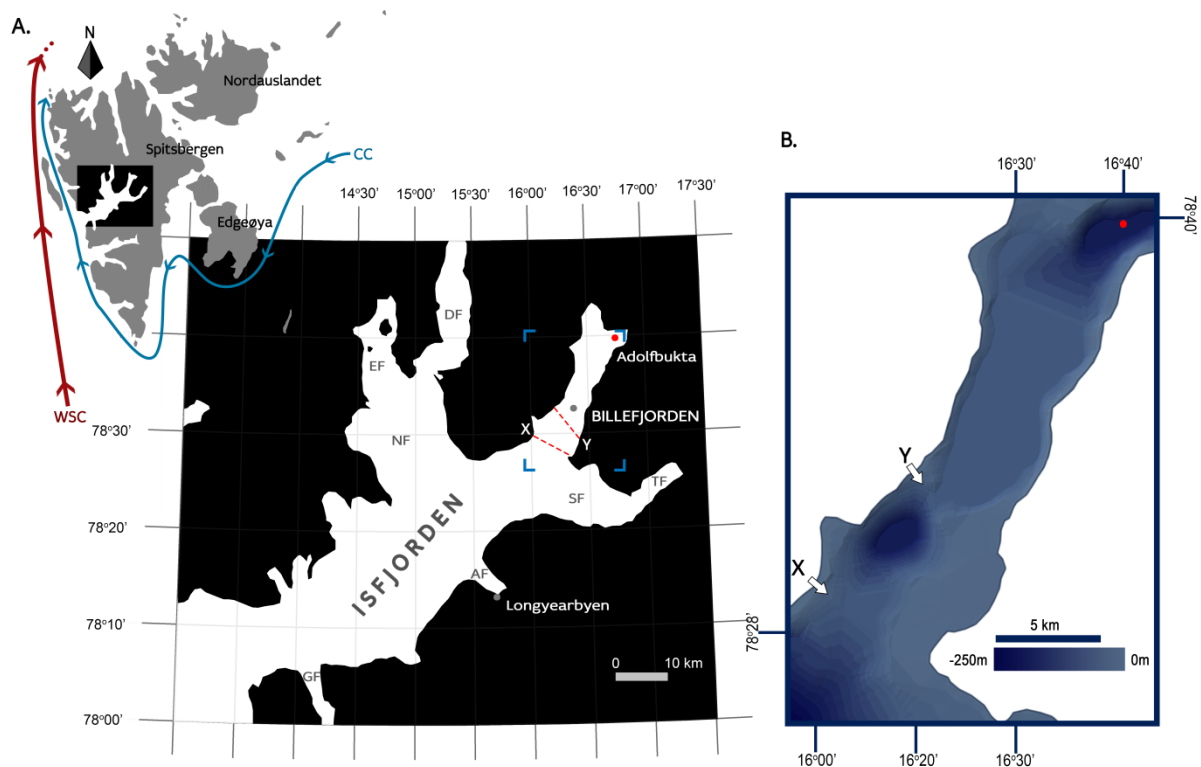 A.
N
Nordauslandet
Spitsbergen
CC
Edgeøya
WSC
14°30' 15°00' 15°30' 16°00' 16°30' 17°00' 17°30'
DF
EF
Adolfbukta
BILLEFJORDEN
X
Y
NF
78°30'
TF
SF
78°20'
ISFJORDEN
AF
Longyearbyen
78°10'
0 10 km
GF
78°00'
B.
16°30' 16°40'
78°40'
Y
X
78°28'
5 km
-250m 0m
16°00' 16°20' 16°30'